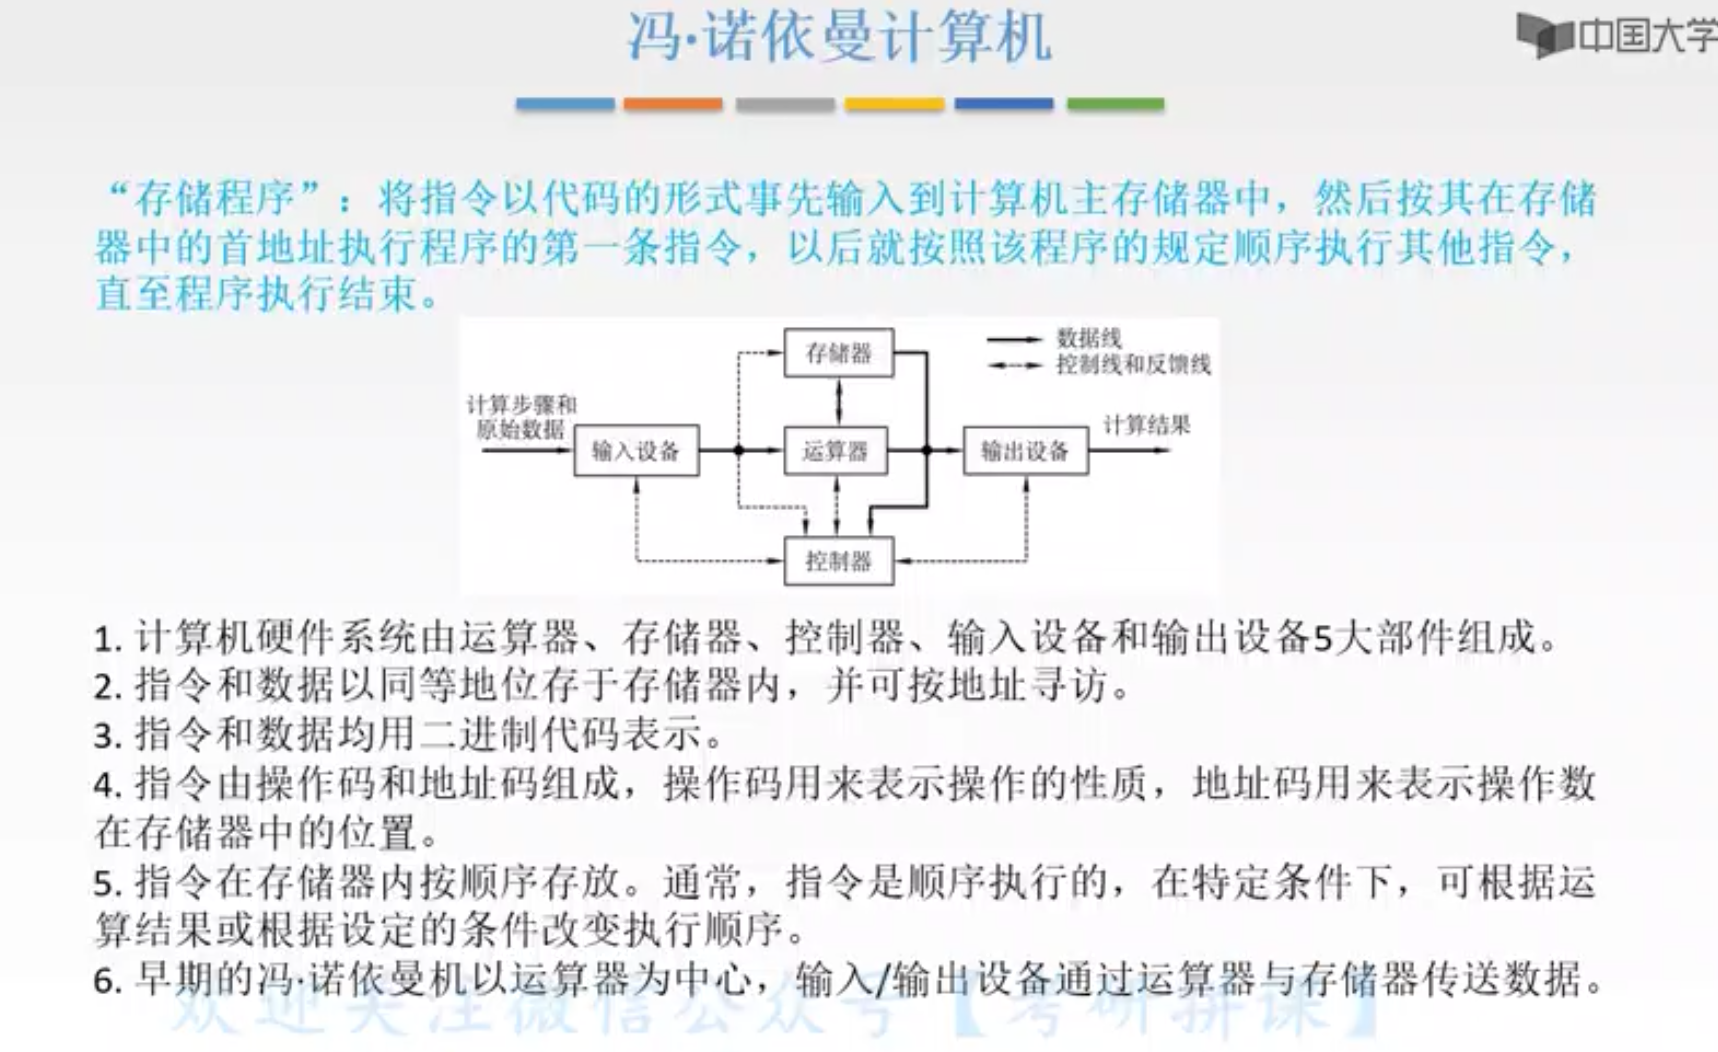 冯·诺依曼计算机
中国大学
“存储程序”：将指令以代码的形式事先输入到计算机主存储器中，然后按其在存储
器中的首地址执行程序的第一条指令，以后就按照该程序的规定顺序执行其他指令，
直至程序执行结束。
存储器
数据线
控制线和反馈线
计算步骤和
原始数据
输入设备
运算器
输出设备
计算结果
控制器
1. 计算机硬件系统由运算器、存储器、控制器、输入设备和输出设备5大部件组成。
2. 指令和数据以同等地位存于存储器内，并可按地址寻访。
3. 指令和数据均用二进制代码表示。
4. 指令由操作码和地址码组成，操作码用来表示操作的性质，地址码用来表示操作数
在存储器中的位置。
5. 指令在存储器内按顺序存放。通常，指令是顺序执行的，在特定条件下，可根据运
算结果或根据设定的条件改变执行顺序。
6. 早期的冯·诺依曼机以运算器为中心，输入/输出设备通过运算器与存储器传送数据。
欢迎关注微信公众号【考研拼课】